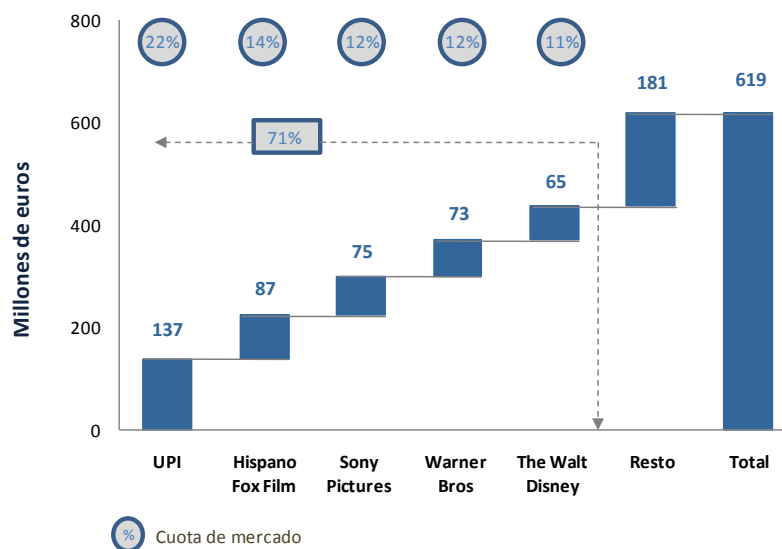 800
22%
14%
12%
12%
11%
181
619
600
71%
65
73
75
87
137
400
200
0
Millones de euros
UPI
Hispano
Fox Film
Sony
Pictures
Warner
Bros
The Walt
Disney
Resto
Total
%
Cuota de mercado